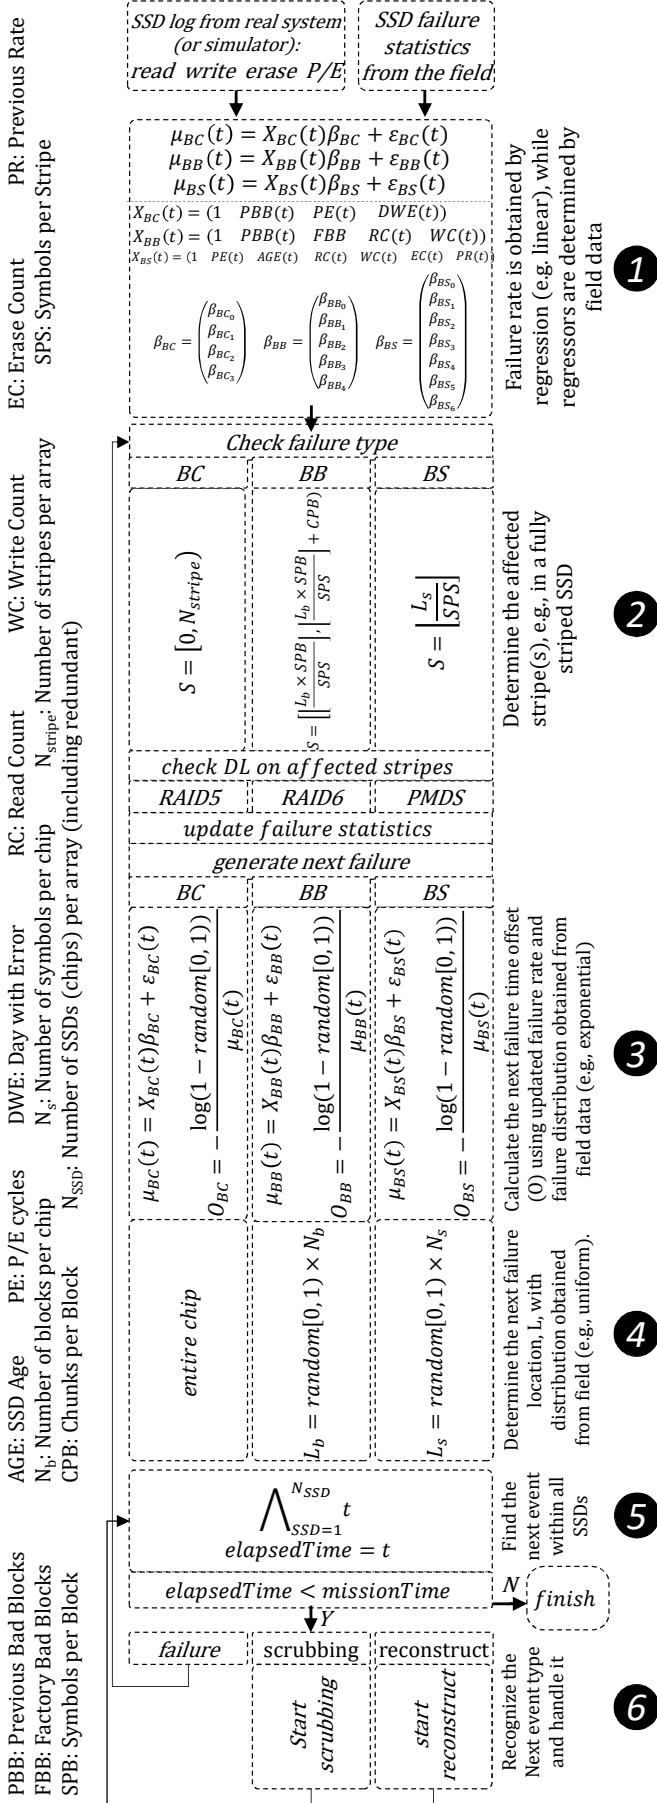 SSD log from real system
(or simulator):
read write erase P/E
SSD failure
statistics
from the field
μ_BC(t) = X_BC(t)β_BC + ε_BC(t)
μ_BB(t) = X_BB(t)β_BB + ε_BB(t)
μ_BS(t) = X_BS(t)β_BS + ε_BS(t)
X_BC(t) = (1 PBB(t) PE(t) DWE(t))
X_BB(t) = (1 PBB(t) FBB RC(t) WC(t))
X_BS(t) = (1 PE(t) AGE(t) RC(t) WC(t) EC(t) PR(t))
β_BC = (β_BC0 β_BC1 β_BC2 β_BC3)
β_BB = (β_BB0 β_BB1 β_BB2 β_BB3 β_BB4)
β_BS = (β_BS0 β_BS1 β_BS2 β_BS3 β_BS4 β_BS5 β_BS6)
Failure rate is obtained by
regression (e.g. linear), while
regressors are determined by
field data
1
Check failure type
BC BB BS
S = [0, N_stripe)
S = [⌊L_b × SPB / SPS⌋, ⌊L_b × SPB / SPS⌋ + CPB)
S = ⌊L_s / SPS⌋
Determine the affected
stripe(s), e.g., in a fully
striped SSD
2
check DL on affected stripes
RAID5 RAID6 PMDS
update failure statistics
generate next failure
BC BB BS
μ_BC(t) = X_BC(t)β_BC + ε_BC(t)
O_BC = − log(1 − random[0, 1)) / μ_BC(t)
μ_BB(t) = X_BB(t)β_BB + ε_BB(t)
O_BB = − log(1 − random[0, 1)) / μ_BB(t)
μ_BS(t) = X_BS(t)β_BS + ε_BS(t)
O_BS = − log(1 − random[0, 1)) / μ_BS(t)
Calculate the next failure time offset
(O) using updated failure rate and
failure distribution obtained from
field data (e.g., exponential)
3
entire chip
L_b = random[0, 1) × N_b
L_s = random[0, 1) × N_s
Determine the next failure
location, L, with
distribution obtained
from field (e.g., uniform).
4
⋀_{SSD=1}^{N_SSD} t
elapsedTime = t
Find the
next event
within all
SSDs
5
elapsedTime < missionTime
N
finish
Y
failure scrubbing reconstruct
Start
scrubbing
start
reconstruct
Recognize the
Next event type
and handle it
6
PBB: Previous Bad Blocks AGE: SSD Age PE: P/E cycles DWE: Day with Error RC: Read Count WC: Write Count EC: Erase Count PR: Previous Rate
FBB: Factory Bad Blocks N_b: Number of blocks per chip N_s: Number of symbols per chip N_stripe: Number of stripes per array SPS: Symbols per Stripe
SPB: Symbols per Block CPB: Chunks per Block N_SSD: Number of SSDs (chips) per array (including redundant)